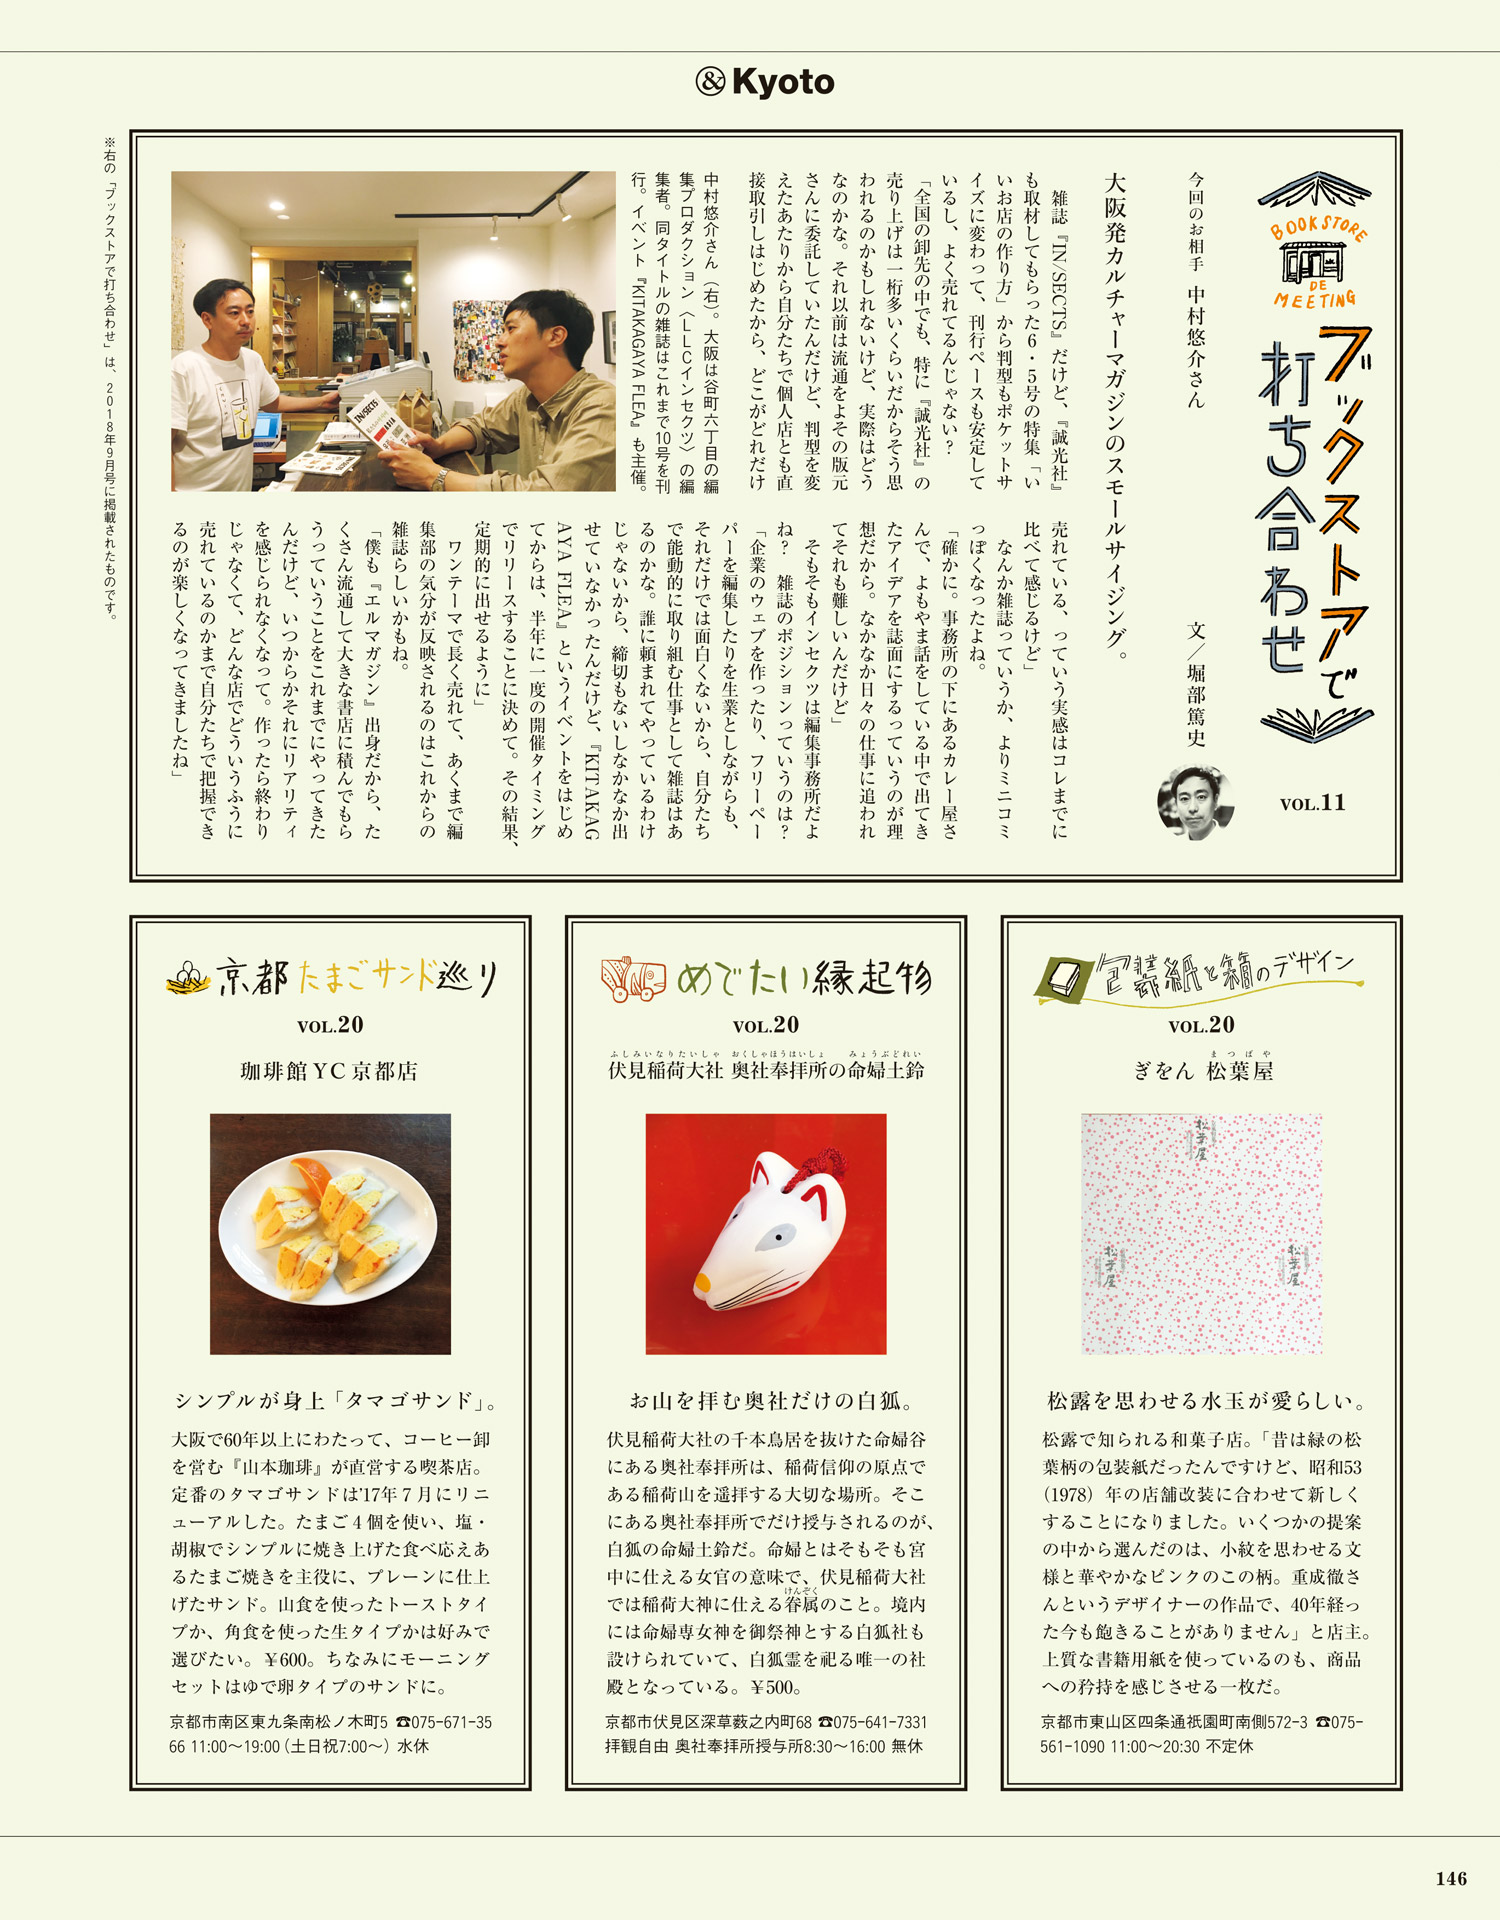 &Kyoto
BOOK STORE
DE
MEETING
ブックストアで
打ち合わせ
VOL.11
今回のお相手 中村悠介さん
文／堀部篤史
大阪発カルチャーマガジンのスモールサイジング。
雑誌『IN/SECTS』だけど、『誠光社』
も取材してもらった６・５号の特集「い
いお店の作り方」から判型もポケットサ
イズに変わって、刊行ペースも安定して
いるし、よく売れてるんじゃない？
「全国の卸先の中でも、特に『誠光社』の
売り上げは一桁多いくらいだからそう思
われるのかもしれないけど、実際はどう
なのかな。それ以前は流通をよその版元
さんに委託していたんだけど、判型を変
えたあたりから自分たちで個人店とも直
接取引しはじめたから、どこがどれだけ
売れている、っていう実感はコレまでに
比べて感じるけど」
なんか雑誌っていうか、よりミニコミ
っぽくなったよね。
「確かに。事務所の下にあるカレー屋さ
んで、よもやま話をしている中で出てき
たアイデアを誌面にするっていうのが理
想だから。なかなか日々の仕事に追われ
てそれも難しいんだけど」
そもそもインセクツは編集事務所だよ
ね？ 雑誌のポジションっていうのは？
「企業のウェブを作ったり、フリーペー
パーを編集したりを生業としながらも、
それだけでは面白くないから、自分たち
で能動的に取り組む仕事として雑誌はあ
るのかな。誰に頼まれてやっているわけ
じゃないから、締切もないしなかなか出
せていなかったんだけど、『KITAKAG
AYA FLEA』というイベントをはじめ
てからは、半年に一度の開催タイミング
でリリースすることに決めて。その結果、
定期的に出せるように」
ワンテーマで長く売れて、あくまで編
集部の気分が反映されるのはこれからの
雑誌らしいかもね。
「僕も『エルマガジン』出身だから、た
くさん流通して大きな書店に積んでもら
うっていうことをこれまでにやってきた
んだけど、いつからかそれにリアリティ
を感じられなくなって。作ったら終わり
じゃなくて、どんな店でどういうふうに
売れているのかまで自分たちで把握でき
るのが楽しくなってきましたね」
中村悠介さん（右）。大阪は谷町六丁目の編
集プロダクション〈ＬＬＣインセクツ〉の編
集者。同タイトルの雑誌はこれまで10号を刊
行。イベント『KITAKAGAYA FLEA』も主催。
IN/SECTS
※右の「ブックストアで打ち合わせ」は、2018年9月号に掲載されたものです。
京都たまごサンド巡り
VOL.20
珈琲館YC京都店
シンプルが身上「タマゴサンド」。
大阪で60年以上にわたって、コーヒー卸
を営む『山本珈琲』が直営する喫茶店。
定番のタマゴサンドは'17年７月にリニ
ューアルした。たまご４個を使い、塩・
胡椒でシンプルに焼き上げた食べ応えあ
るたまご焼きを主役に、プレーンに仕上
げたサンド。山食を使ったトーストタイ
プか、角食を使った生タイプかは好みで
選びたい。￥600。ちなみにモーニング
セットはゆで卵タイプのサンドに。
京都市南区東九条南松ノ木町5 ☎075-671-35
66 11:00〜19:00（土日祝7:00〜） 水休
めでたい縁起物
VOL.20
ふしみいなりたいしゃ おくしゃほうはいしょ みょうぶどれい
伏見稲荷大社 奥社奉拝所の命婦土鈴
お山を拝む奥社だけの白狐。
伏見稲荷大社の千本鳥居を抜けた命婦谷
にある奥社奉拝所は、稲荷信仰の原点で
ある稲荷山を遥拝する大切な場所。そこ
にある奥社奉拝所でだけ授与されるのが、
白狐の命婦土鈴だ。命婦とはそもそも宮
中に仕える女官の意味で、伏見稲荷大社
けんぞく
では稲荷大神に仕える眷属のこと。境内
には命婦専女神を御祭神とする白狐社も
設けられていて、白狐霊を祀る唯一の社
殿となっている。￥500。
京都市伏見区深草薮之内町68 ☎075-641-7331
拝観自由 奥社奉拝所授与所8:30〜16:00 無休
包装紙と箱のデザイン
VOL.20
まつばや
ぎをん 松葉屋
松葉屋
松葉屋
松葉屋
松露を思わせる水玉が愛らしい。
松露で知られる和菓子店。「昔は緑の松
葉柄の包装紙だったんですけど、昭和53
（1978）年の店舗改装に合わせて新しく
することになりました。いくつかの提案
の中から選んだのは、小紋を思わせる文
様と華やかなピンクのこの柄。重成徹さ
んというデザイナーの作品で、40年経っ
た今も飽きることがありません」と店主。
上質な書籍用紙を使っているのも、商品
への矜持を感じさせる一枚だ。
京都市東山区四条通祇園町南側572-3 ☎075-
561-1090 11:00〜20:30 不定休
146